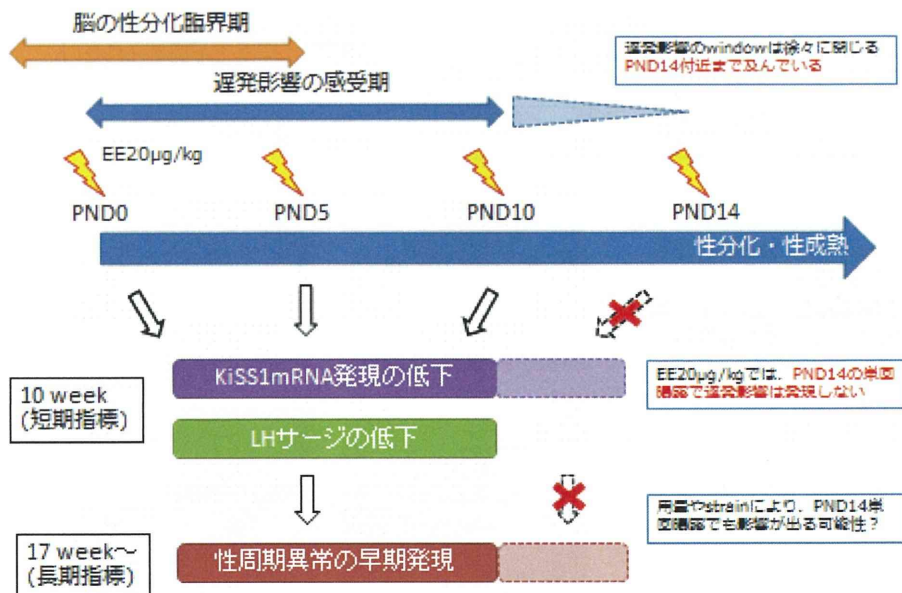 脳の性分化臨界期
遅発影響のwindowは徐々に閉じる
PND14付近まで及んでいる
遅発影響の感受期
EE20μg/kg
PND0
PND5
PND10
PND14
性分化・性成熟
KiSS1mRNA発現の低下
10 week
(短期指標)
EE20μg/kgでは、PND14の単回
曝露で遅発影響は発現しない
LHサージの低下
用量やstrainにより、PND14単
回曝露でも影響が出る可能性？
17 week～
(長期指標)
性周期異常の早期発現